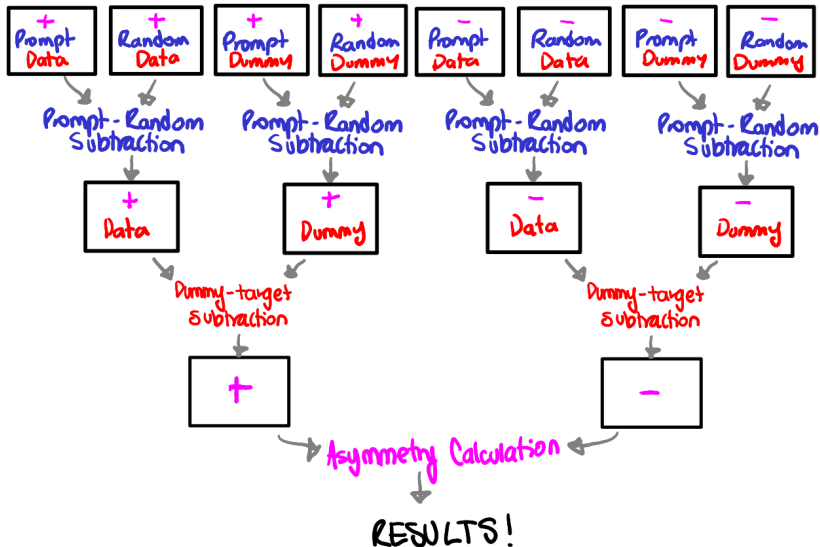 + + + + − − − −
Prompt Random Prompt Random Prompt Random Prompt Random
Data Data Dummy Dummy Data Data Dummy Dummy
Prompt-Random Prompt-Random Prompt-Random Prompt-Random
Subtraction Subtraction Subtraction Subtraction
+ + − −
Data Dummy Data Dummy
Dummy-target Dummy-target
Subtraction Subtraction
+ −
Asymmetry Calculation
RESULTS!